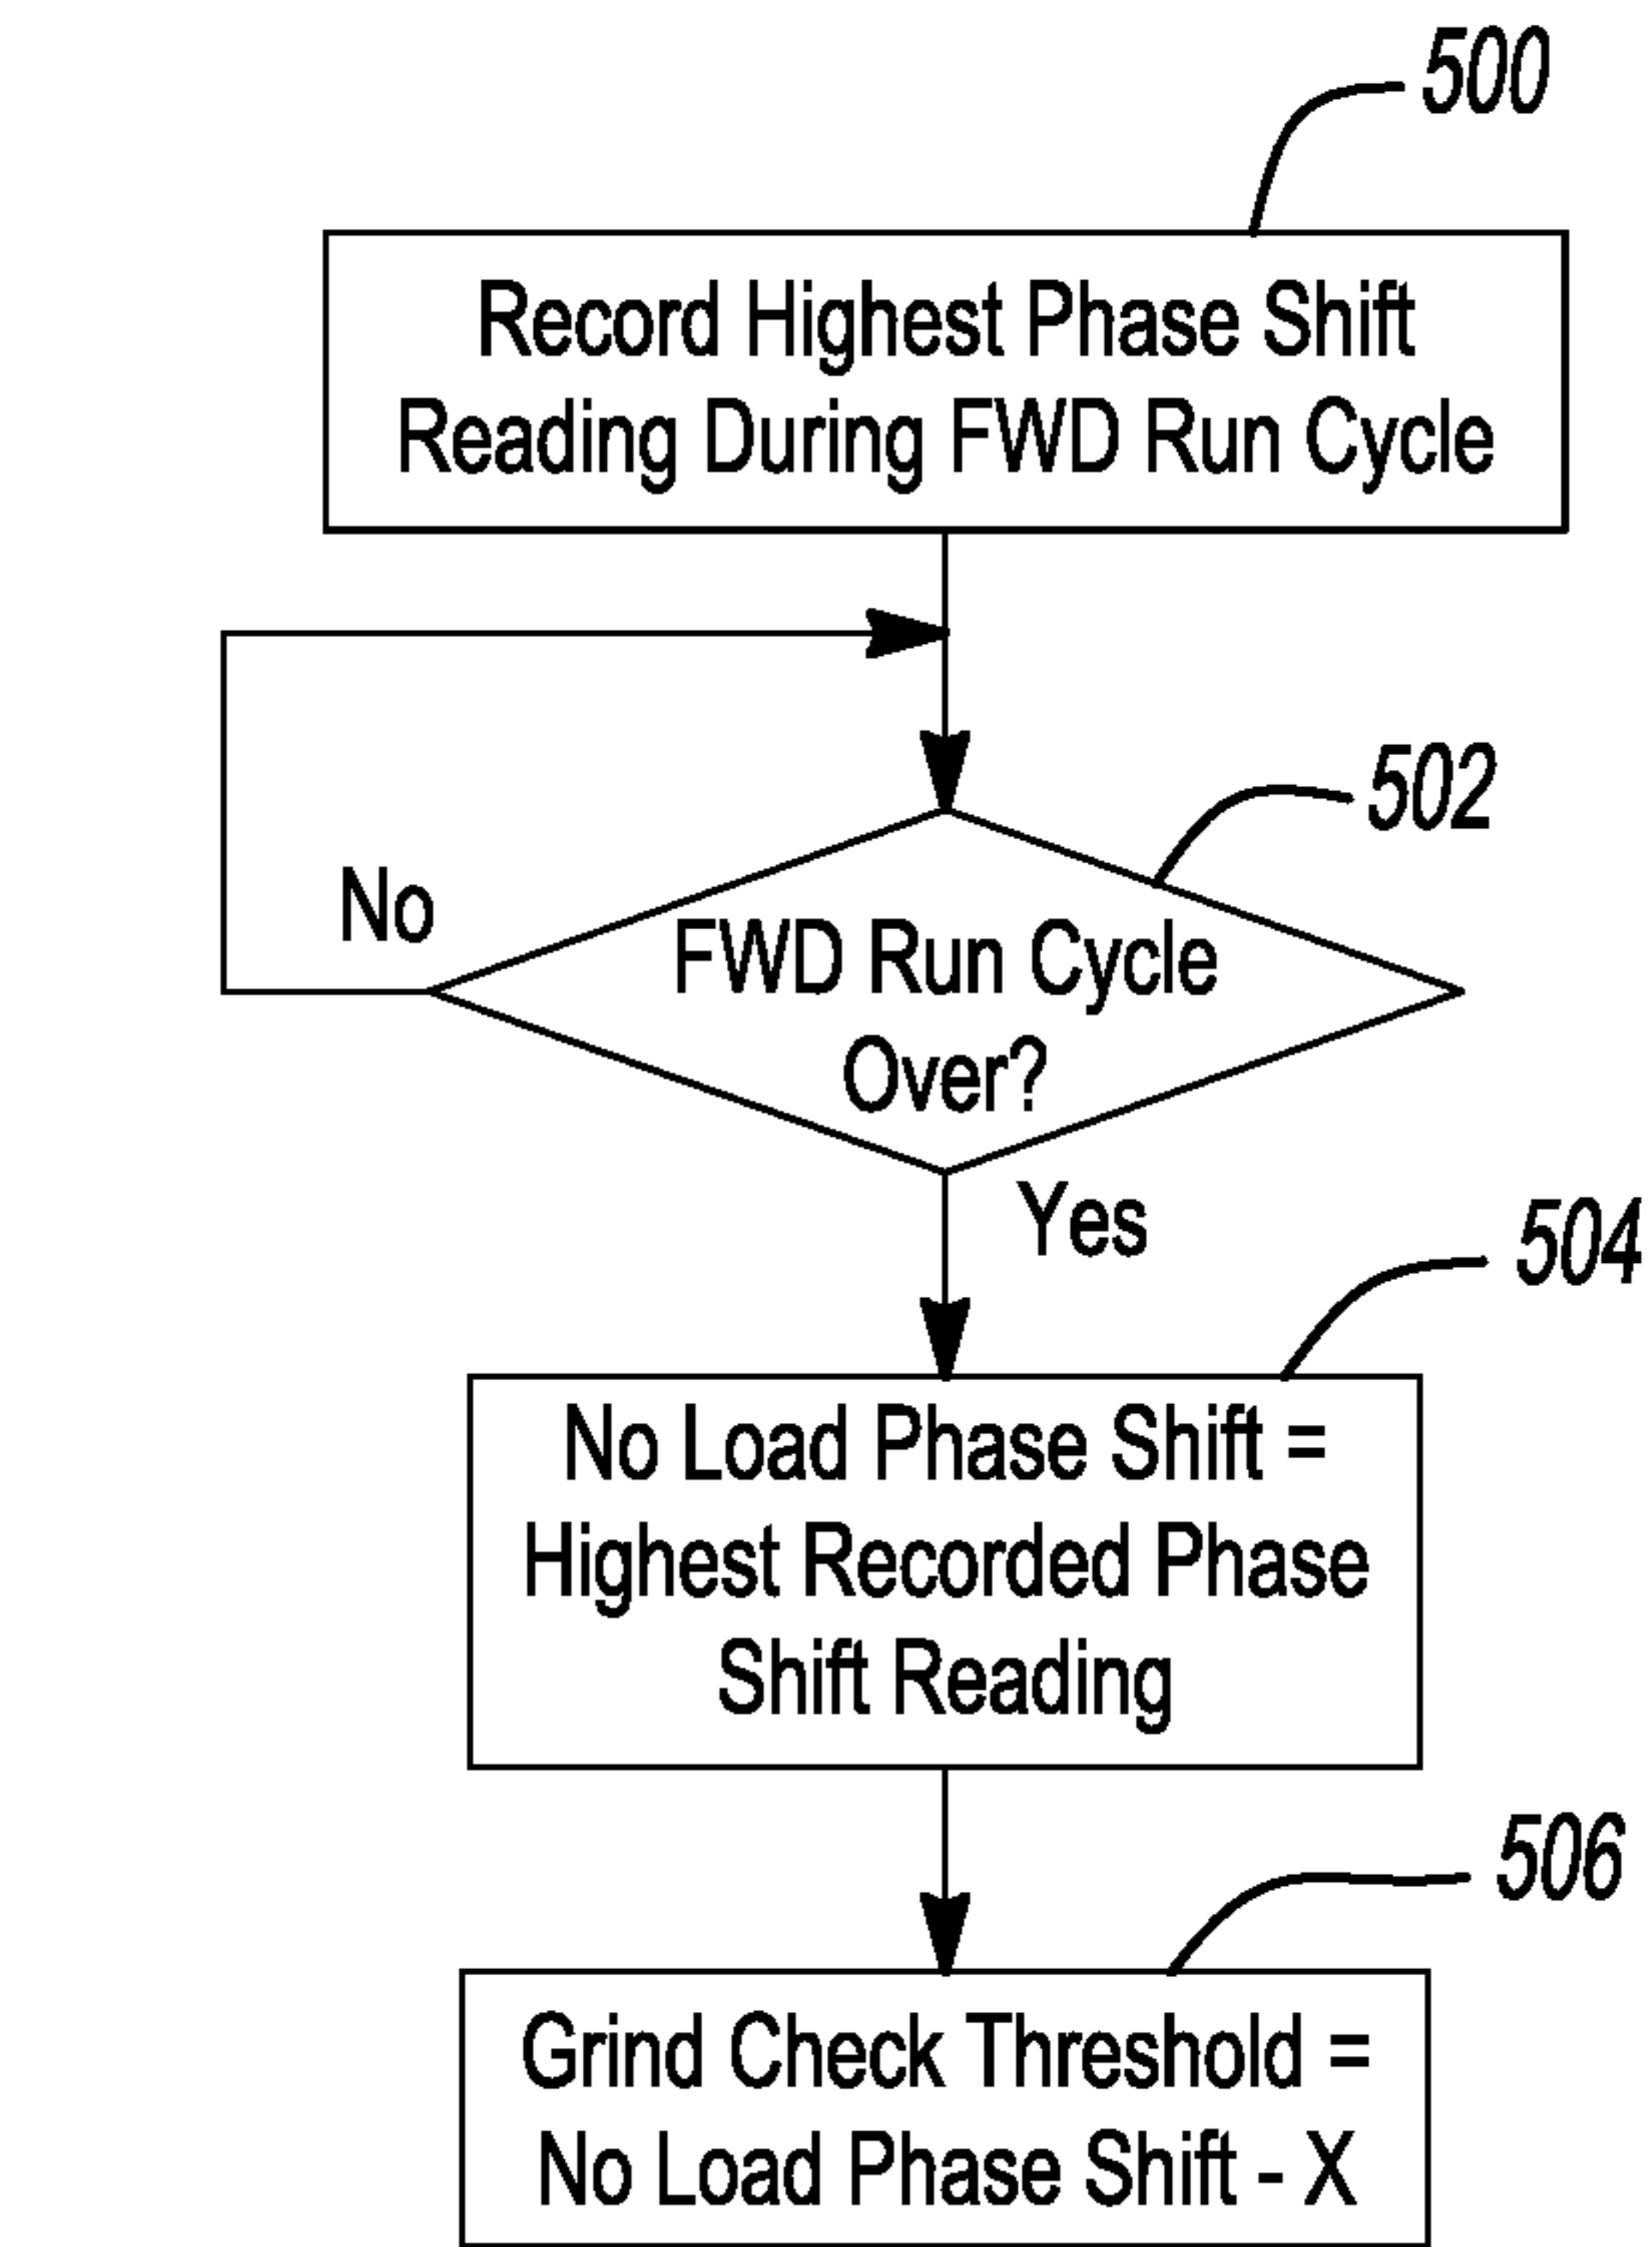 500
Record Highest Phase Shift
Reading During FWD Run Cycle
502
No
FWD Run Cycle
Over?
Yes
504
No Load Phase Shift =
Highest Recorded Phase
Shift Reading
506
Grind Check Threshold =
No Load Phase Shift - X